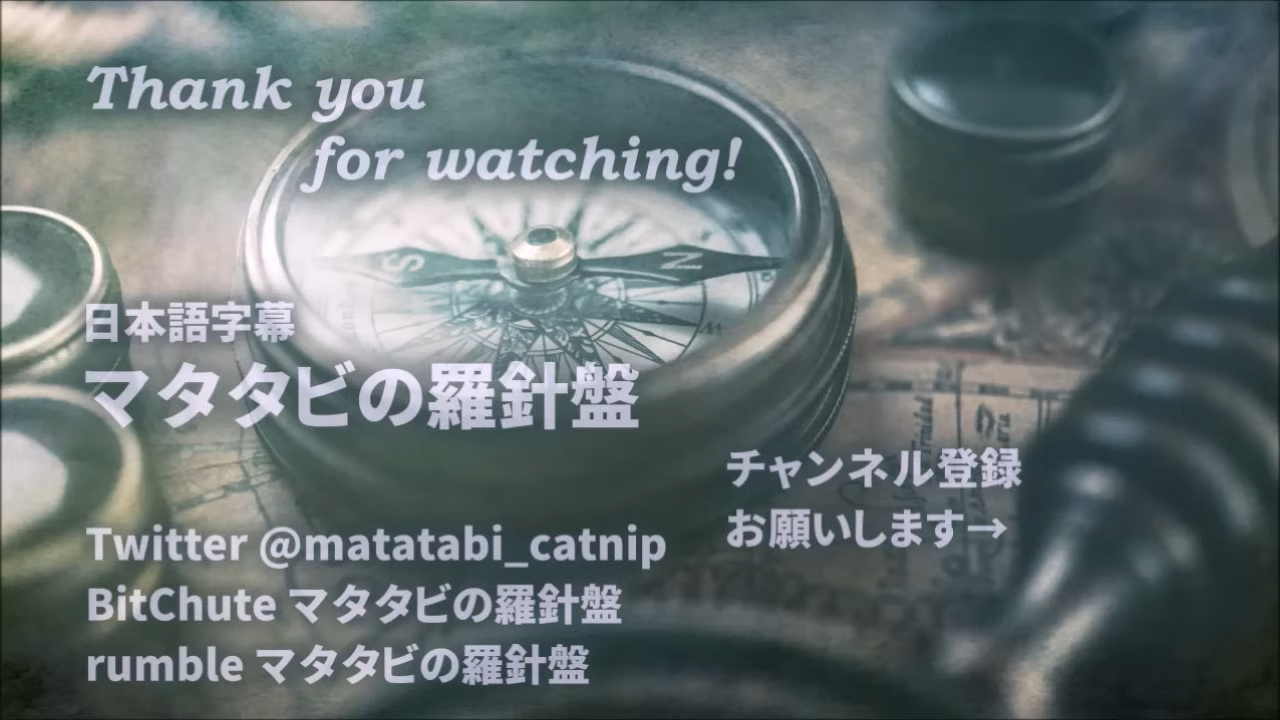 Thank you
for watching!
日本語字幕
マタタビの羅針盤
チャンネル登録
お願いします→
Twitter @matatabi_catnip
BitChute マタタビの羅針盤
rumble マタタビの羅針盤
S
N